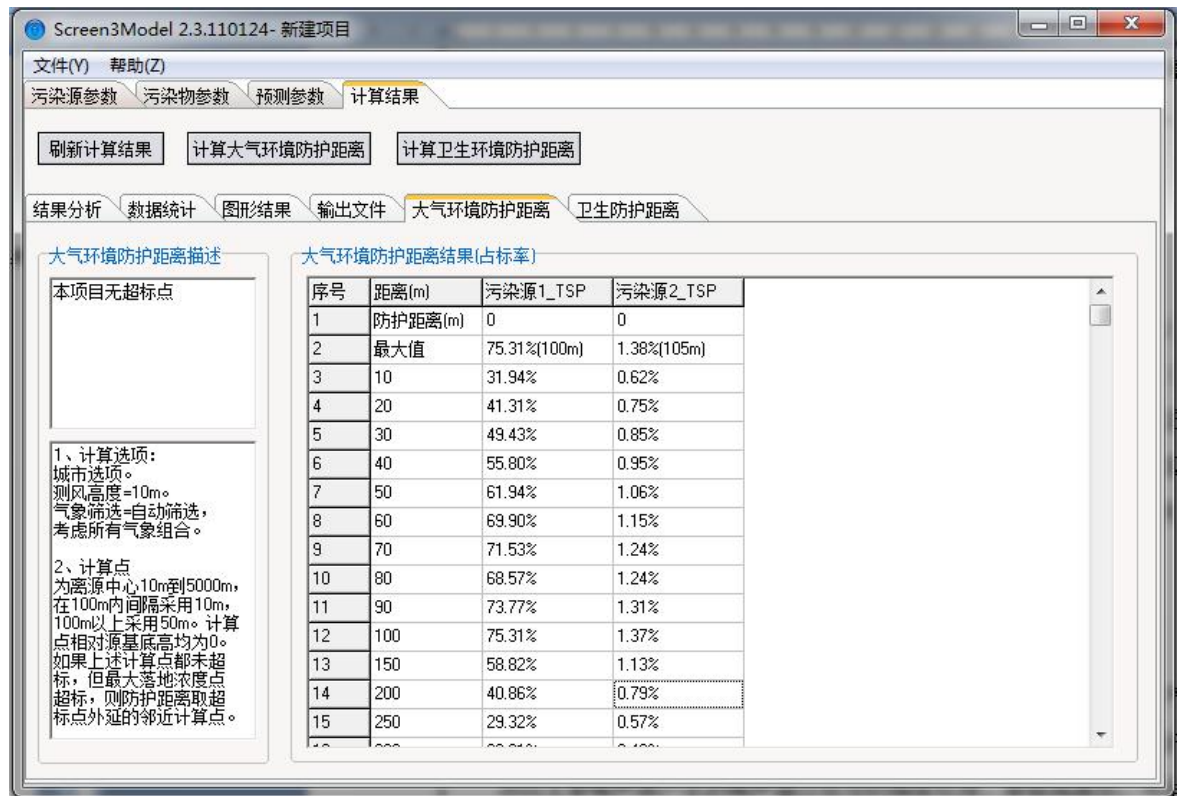 Screen3Model 2.3.110124- 新建项目
文件(Y) 帮助(Z)
污染源参数 污染物参数 预测参数 计算结果
刷新计算结果 计算大气环境防护距离 计算卫生环境防护距离
结果分析 数据统计 图形结果 输出文件 大气环境防护距离 卫生防护距离
大气环境防护距离描述
本项目无超标点
1、计算选项:
城市选项。
测风高度=10m。
气象筛选=自动筛选,
考虑所有气象组合。
2、计算点
为离源中心10m到5000m,
在100m内间隔采用10m,
100m以上采用50m。计算
点相对源基底高均为0。
如果上述计算点都未超
标,但最大落地浓度点
超标,则防护距离取超
标点外延的邻近计算点。
大气环境防护距离结果(占标率)
序号 距离(m) 污染源1_TSP 污染源2_TSP
1 防护距离(m) 0 0
2 最大值 75.31%(100m) 1.38%(105m)
3 10 31.94% 0.62%
4 20 41.31% 0.75%
5 30 49.43% 0.85%
6 40 55.80% 0.95%
7 50 61.94% 1.06%
8 60 69.90% 1.15%
9 70 71.53% 1.24%
10 80 68.57% 1.24%
11 90 73.77% 1.31%
12 100 75.31% 1.37%
13 150 58.82% 1.13%
14 200 40.86% 0.79%
15 250 29.32% 0.57%